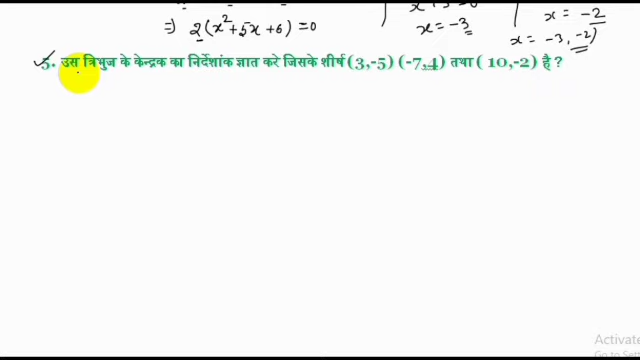 ⇒ 2(x²+5x+6)=0
x = -3
x = -2
x = -3, -2)
5. उस त्रिभुज के केन्द्रक का निर्देशांक ज्ञात करे जिसके शीर्ष (3,-5) (-7,4) तथा ( 10,-2) है ?
Activate
Go to Sett